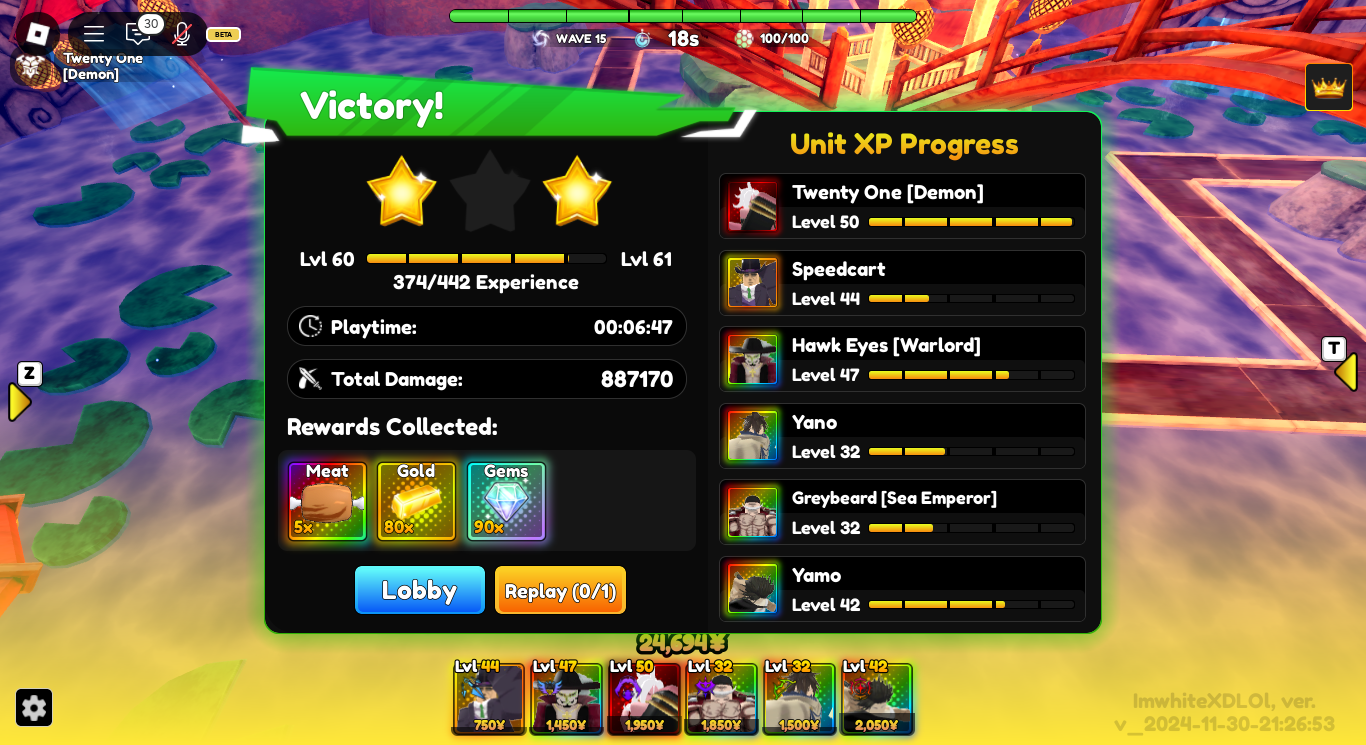 30
BETA
Twenty One
[Demon]
WAVE 15
18s
100/100
Victory!
Lvl 60
Lvl 61
374/442 Experience
Playtime:
00:06:47
Total Damage:
887170
Rewards Collected:
Meat
5x
Gold
80x
Gems
90x
Lobby
Replay (0/1)
Unit XP Progress
Twenty One [Demon]
Level 50
Speedcart
Level 44
Hawk Eyes [Warlord]
Level 47
Yano
Level 32
Greybeard [Sea Emperor]
Level 32
Yamo
Level 42
Z
T
24,694¥
Lvl 44
750¥
Lvl 47
1,450¥
Lvl 50
1,950¥
Lvl 32
1,850¥
Lvl 32
1,500¥
Lvl 42
2,050¥
ImwhiteXDLOl, ver.
v__2024-11-30-21:26:53